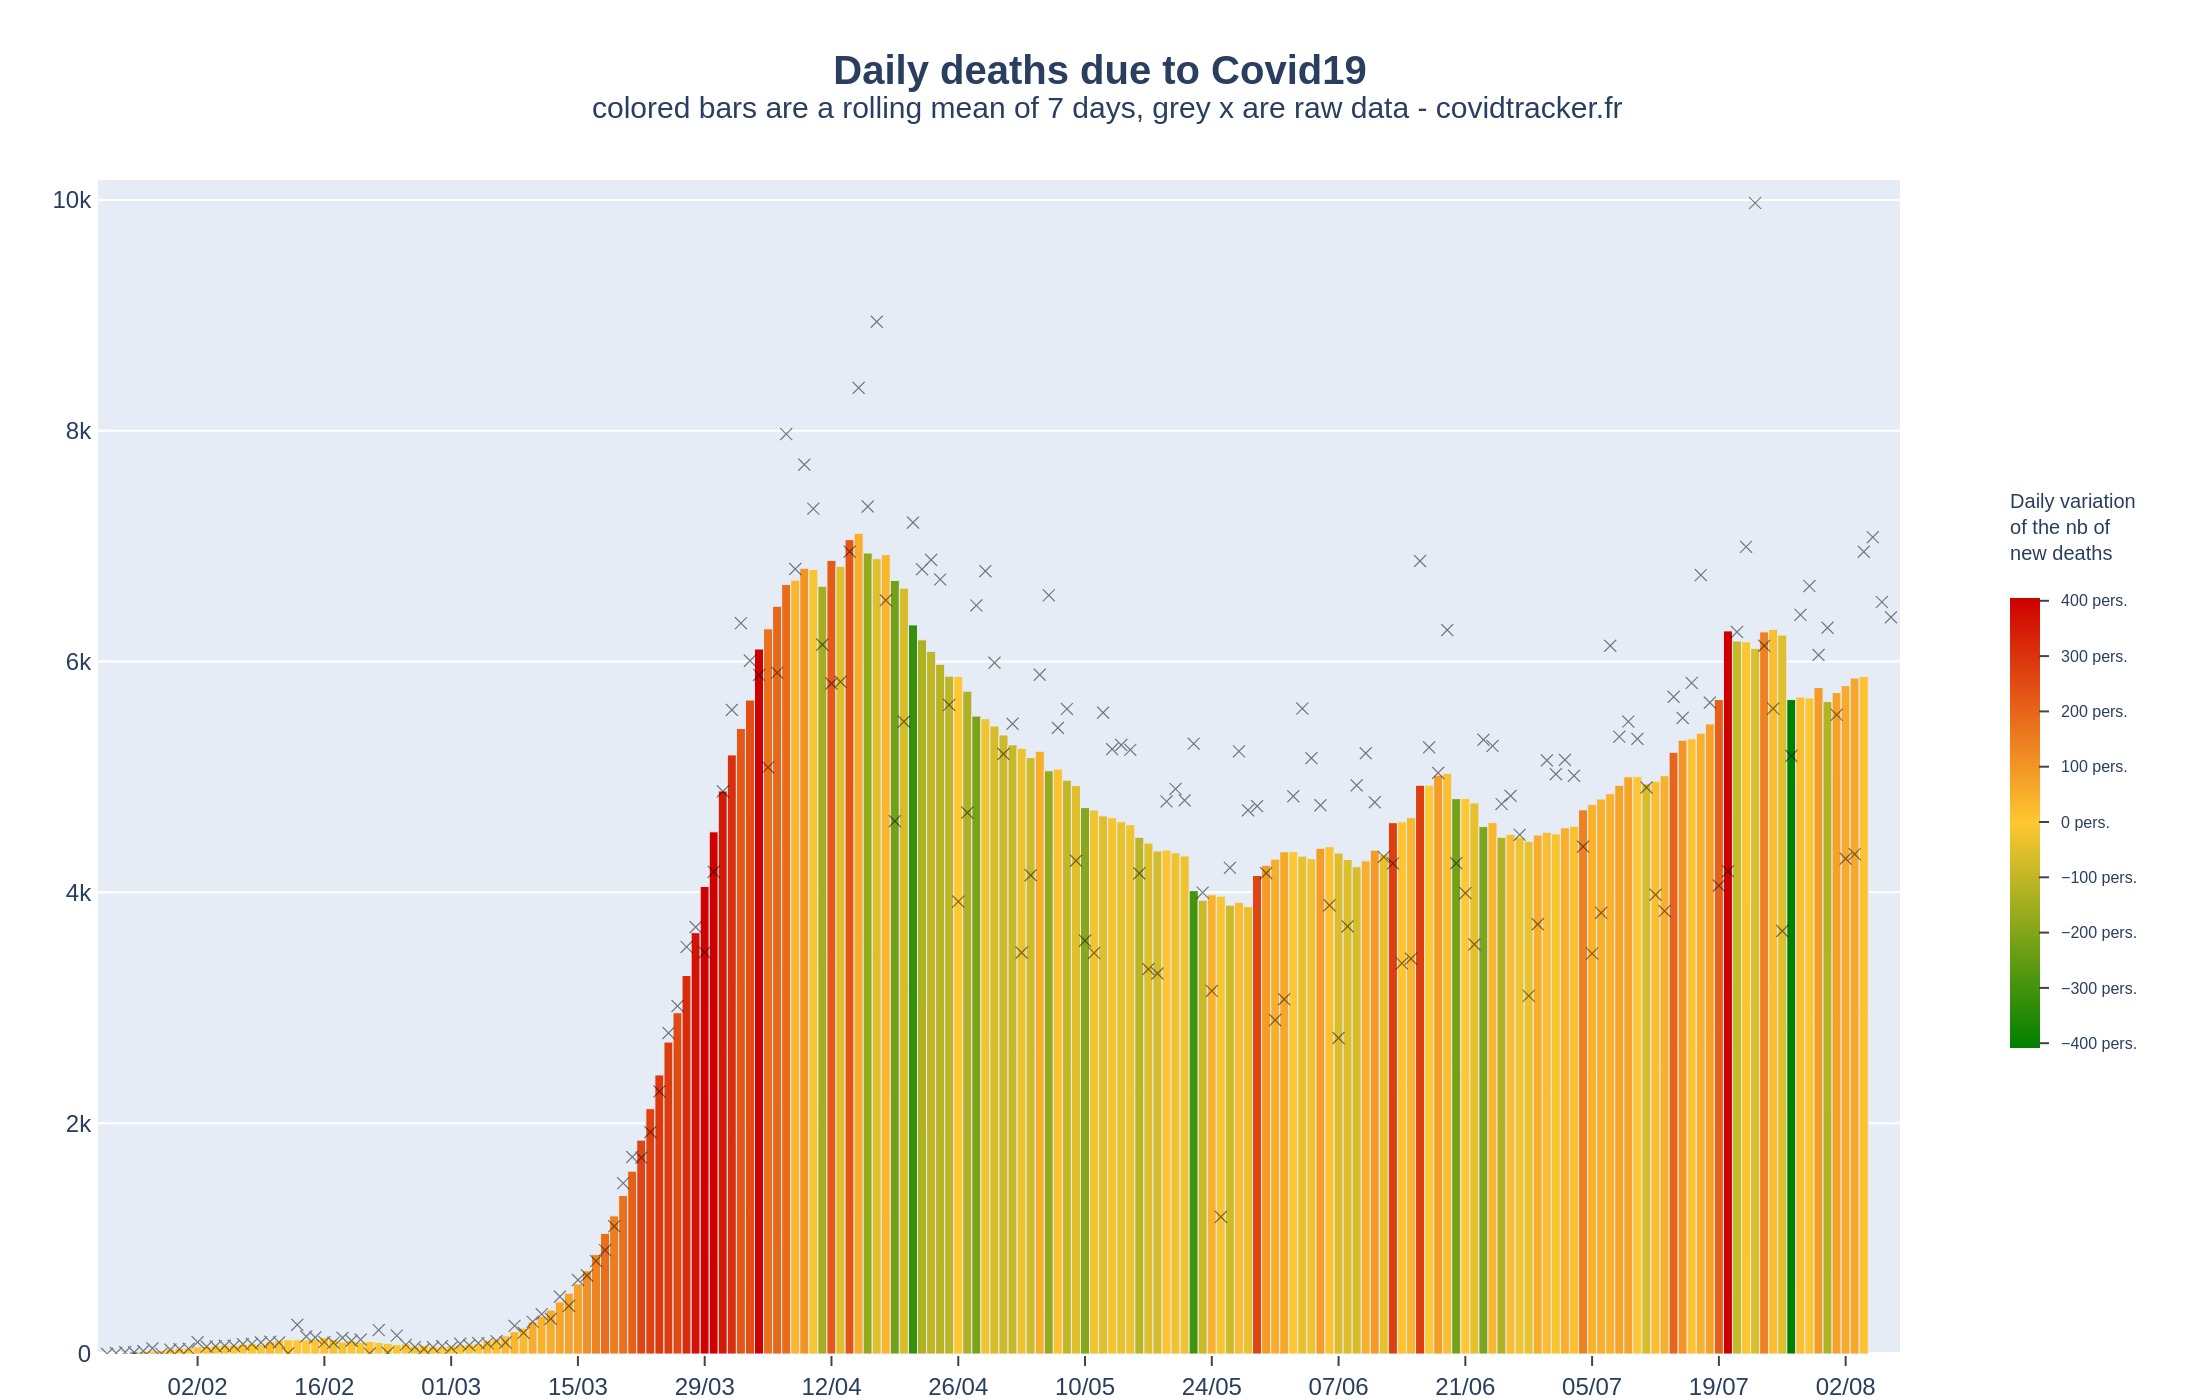 Daily deaths due to Covid19
colored bars are a rolling mean of 7 days, grey x are raw data - covidtracker.fr
10k
8k
6k
4k
2k
0
02/02
16/02
01/03
15/03
29/03
12/04
26/04
10/05
24/05
07/06
21/06
05/07
19/07
02/08
Daily variation
of the nb of
new deaths
400 pers.
300 pers.
200 pers.
100 pers.
0 pers.
−100 pers.
−200 pers.
−300 pers.
−400 pers.